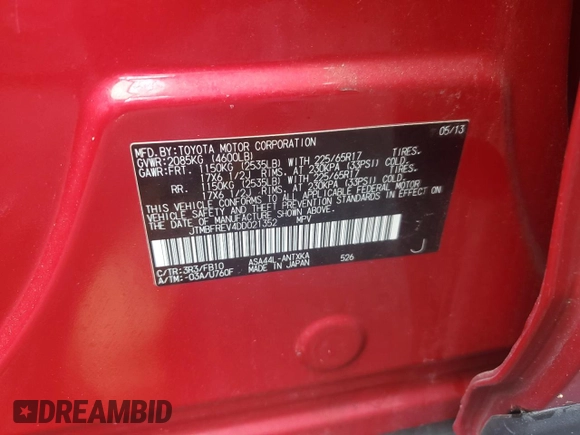 MFD.BY:TOYOTA MOTOR CORPORATION 05/13
GVWR:2085KG (4600LB)
GAWR:FRT. 1150KG (2535LB) WITH 225/65R17 TIRES,
17X6 1/2J RIMS, AT 230KPA (33PSI) COLD.
RR. 1150KG (2535LB) WITH 225/65R17 TIRES,
17X6 1/2J RIMS, AT 230KPA (33PSI) COLD.
THIS VEHICLE CONFORMS TO ALL APPLICABLE FEDERAL MOTOR
VEHICLE SAFETY, BUMPER, AND THEFT PREVENTION STANDARDS IN
EFFECT ON THE DATE OF MANUFACTURE SHOWN ABOVE.
JTMBFREV4DD021352 MPV
C/TR:3R3/FB10 ASA44L-ANTXKA 526
A/TM:-03A/U760F MADE IN JAPAN
J
DREAMBID